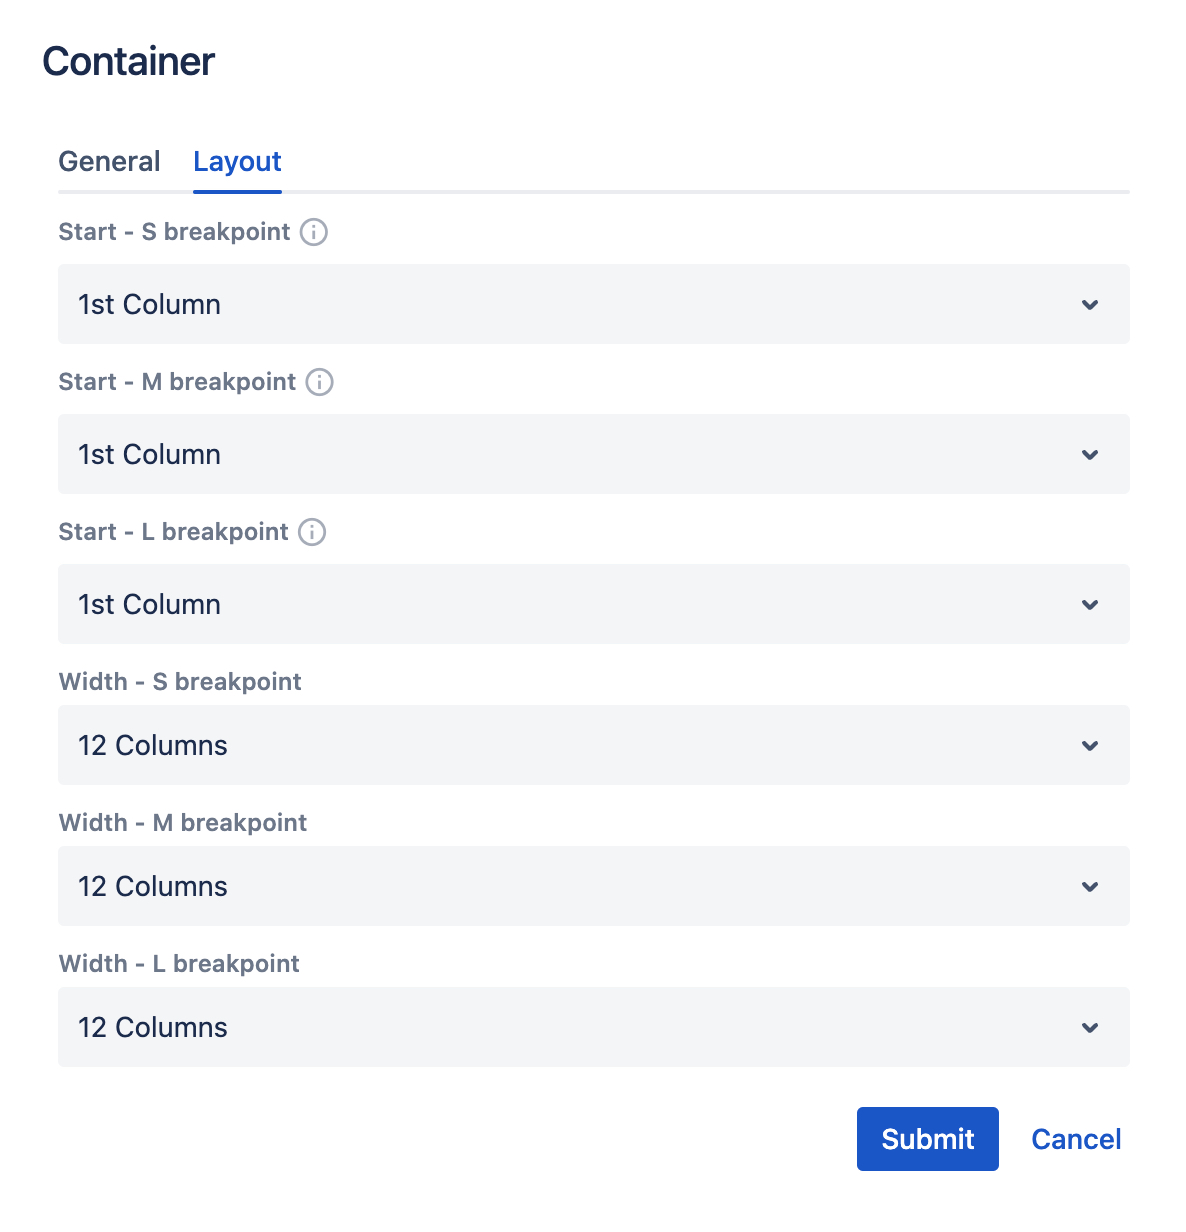 Container
General Layout
Start - S breakpoint
1st Column
Start - M breakpoint
1st Column
Start - L breakpoint
1st Column
Width - S breakpoint
12 Columns
Width - M breakpoint
12 Columns
Width - L breakpoint
12 Columns
Submit Cancel